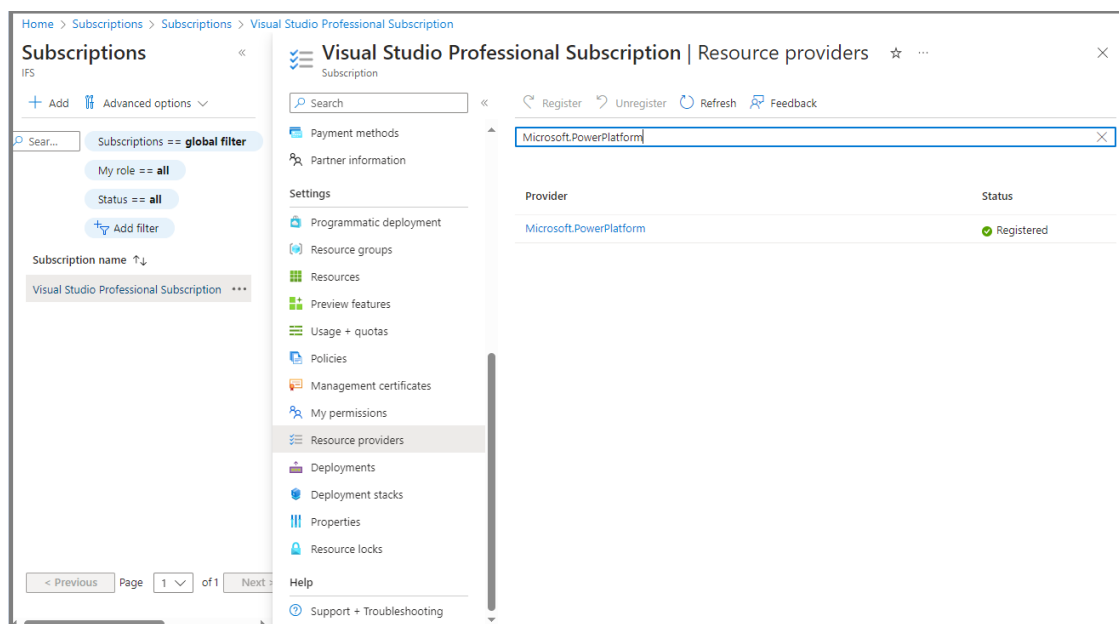 Home > Subscriptions > Subscriptions > Visual Studio Professional Subscription
Subscriptions
IFS
Add
Advanced options
Sear...
Subscriptions == global filter
My role == all
Status == all
Add filter
Subscription name
Visual Studio Professional Subscription
< Previous Page 1 of 1 Next >
Visual Studio Professional Subscription | Resource providers
Subscription
Search
Payment methods
Partner information
Settings
Programmatic deployment
Resource groups
Resources
Preview features
Usage + quotas
Policies
Management certificates
My permissions
Resource providers
Deployments
Deployment stacks
Properties
Resource locks
Help
Support + Troubleshooting
Register Unregister Refresh Feedback
Microsoft.PowerPlatform
Provider Status
Microsoft.PowerPlatform Registered